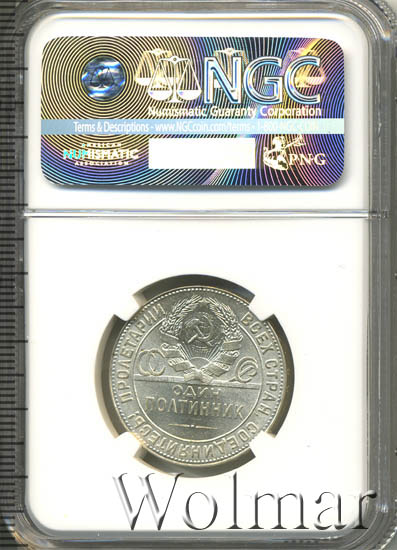 NGC
Numismatic Guaranty Corporation
Terms & Descriptions - www.NGCcoin.com/terms
AMERICAN
NUMISMATIC
ASSOCIATION
PNG
ПРОЛЕТАРИИ ВСЕХ СТРАН, СОЕДИНЯЙТЕСЬ!
ОДИН
ПОЛТИННИК
Wolmar